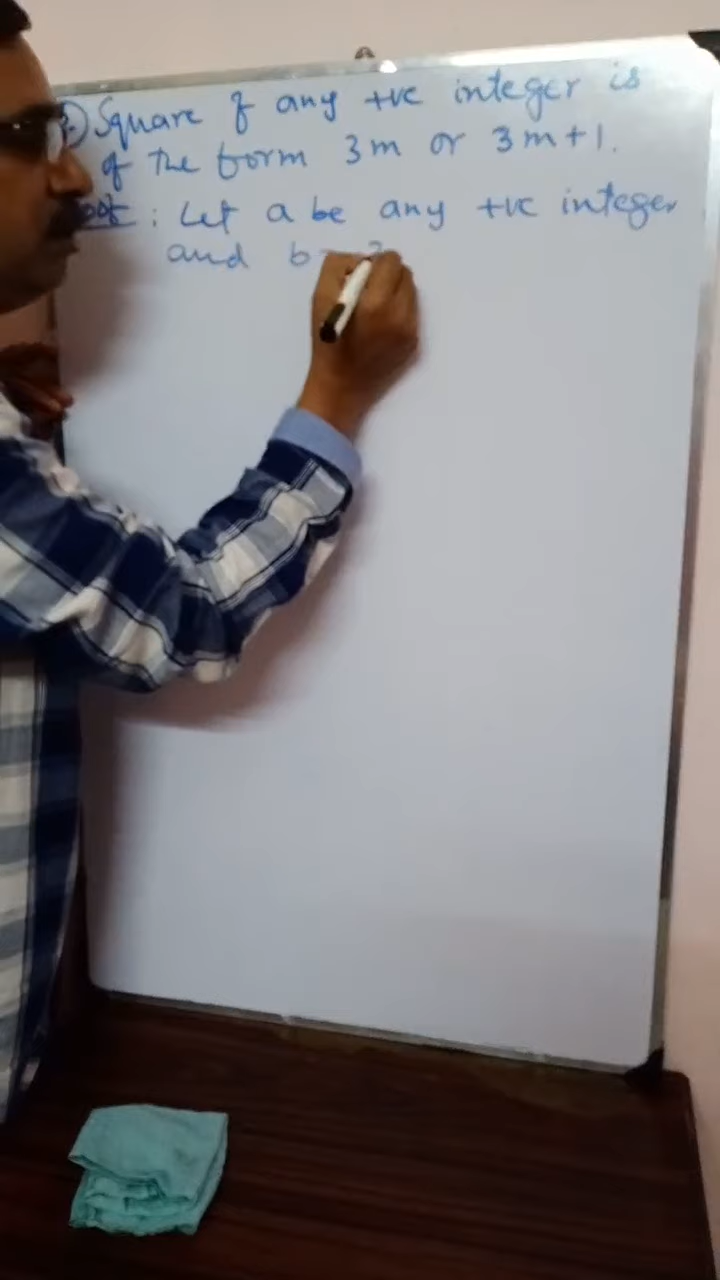 ) Square of any +ve integer is
of the form 3m or 3m+1.
: Let a be any +ve integer
and b =